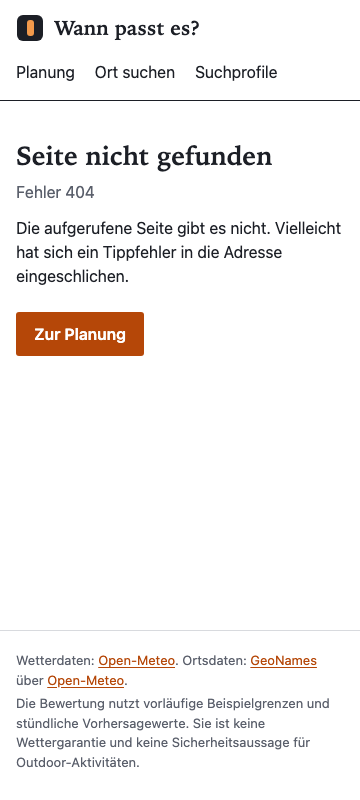 Wann passt es?
Planung Ort suchen Suchprofile
Seite nicht gefunden
Fehler 404
Die aufgerufene Seite gibt es nicht. Vielleicht
hat sich ein Tippfehler in die Adresse
eingeschlichen.
Zur Planung
Wetterdaten: Open-Meteo. Ortsdaten: GeoNames
über Open-Meteo.
Die Bewertung nutzt vorläufige Beispielgrenzen und
stündliche Vorhersagewerte. Sie ist keine
Wettergarantie und keine Sicherheitsaussage für
Outdoor-Aktivitäten.